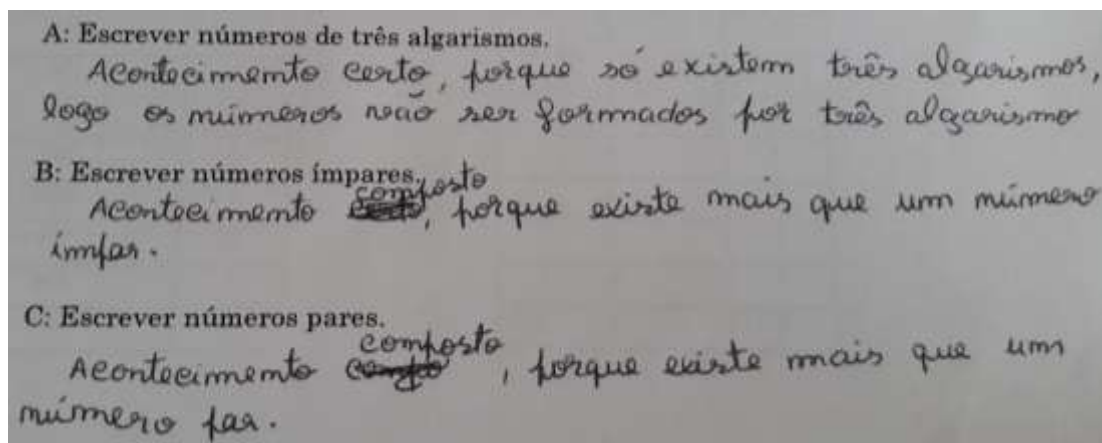 A: Escrever números de três algarismos.
Acontecimento certo, porque só existem três algarismos,
logo os números vão ser formados por três algarismo
B: Escrever números ímpares.
Acontecimento composto, porque existe mais que um número
ímpar.
C: Escrever números pares.
Acontecimento composto, porque existe mais que um
número par.